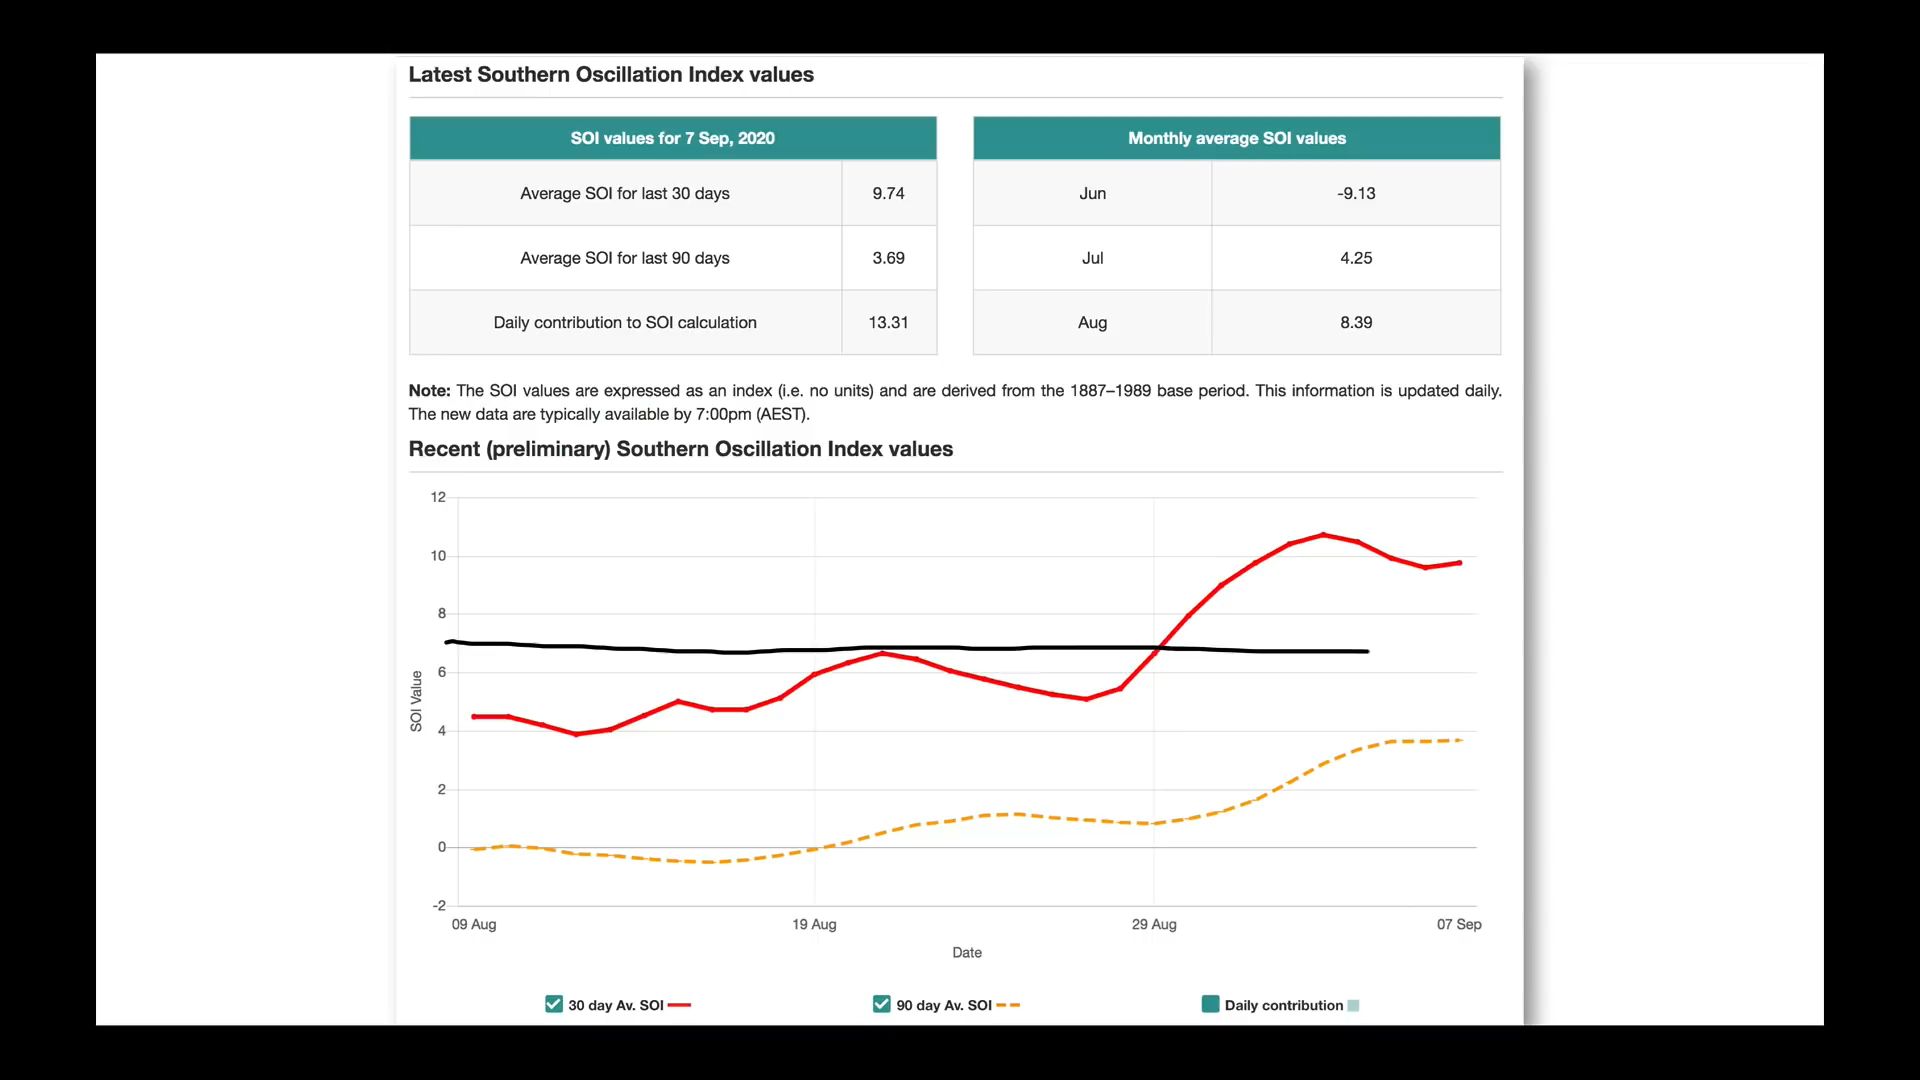 Latest Southern Oscillation Index values
SOI values for 7 Sep, 2020
Average SOI for last 30 days 9.74
Average SOI for last 90 days 3.69
Daily contribution to SOI calculation 13.31
Monthly average SOI values
Jun -9.13
Jul 4.25
Aug 8.39
Note: The SOI values are expressed as an index (i.e. no units) and are derived from the 1887–1989 base period. This information is updated daily.
The new data are typically available by 7:00pm (AEST).
Recent (preliminary) Southern Oscillation Index values
12
10
8
6
4
2
0
-2
SOI Value
09 Aug 19 Aug 29 Aug 07 Sep
Date
30 day Av. SOI 90 day Av. SOI Daily contribution